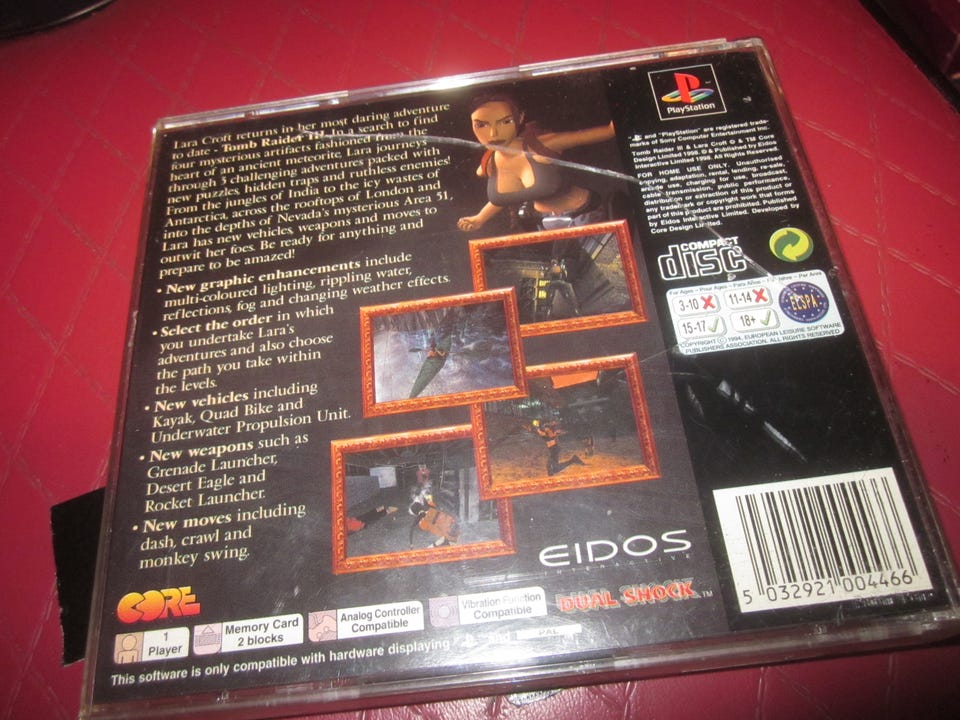 Lara Croft returns in her most daring adventure
to date - Tomb Raider III. In a search to find
four mysterious artifacts fashioned from the
heart of an ancient meteorite, Lara journeys
through 5 challenging adventures packed with
new puzzles, hidden traps and ruthless enemies!
From the jungles of India to the icy wastes of
Antarctica, across the rooftops of London and
into the depths of Nevada's mysterious Area 51,
Lara has new vehicles, weapons and moves to
outwit her foes. Be ready for anything and
prepare to be amazed!
• New graphic enhancements include
multi-coloured lighting, rippling water,
reflections, fog and changing weather effects.
• Select the order in which
you undertake Lara's
adventures and also choose
the path you take within
the levels.
• New vehicles including
Kayak, Quad Bike and
Underwater Propulsion Unit.
• New weapons such as
Grenade Launcher,
Desert Eagle and
Rocket Launcher.
• New moves including
dash, crawl and
monkey swing.
PlayStation
and "PlayStation" are registered trade-
marks of Sony Computer Entertainment Inc.
Tomb Raider III & Lara Croft © & TM Core
Design Limited 1998. © & Published by Eidos
Interactive Limited 1998. All Rights Reserved.
FOR HOME USE ONLY. Unauthorised
copying, adaptation, rental, lending, re-sale,
arcade use, charging for use, broadcast,
cable transmission, public performance,
distribution or extraction of this product or
any trademark or copyright work that forms
part of this product are prohibited. Published
by Eidos Interactive Limited. Developed by
Core Design Limited.
COMPACT
disc
For Ages - Pour Ages - Para Años - Für Jahre - Per Area
3-10 11-14
15-17 18+
ELSPA
COPYRIGHT © 1994, EUROPEAN LEISURE SOFTWARE
PUBLISHERS ASSOCIATION. ALL RIGHTS RESERVED
EIDOS
INTERACTIVE
CORE
DUAL SHOCK™
1
Player
Memory Card
2 blocks
Analog Controller
Compatible
Vibration Function
Compatible
This software is only compatible with hardware displaying and PAL
5 032921 004466